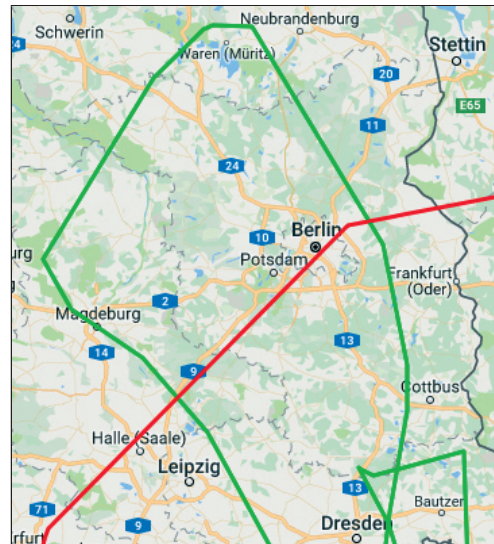 Neubrandenburg
Schwerin
24
Waren (Müritz)
Stettin
20
E65
11
24
Berlin
10
Potsdam
urg
Frankfurt
(Oder)
2
Magdeburg
13
14
9
Cottbus
Halle (Saale)
Leipzig
13
71
Bautzen
9
Dresden
rfurt